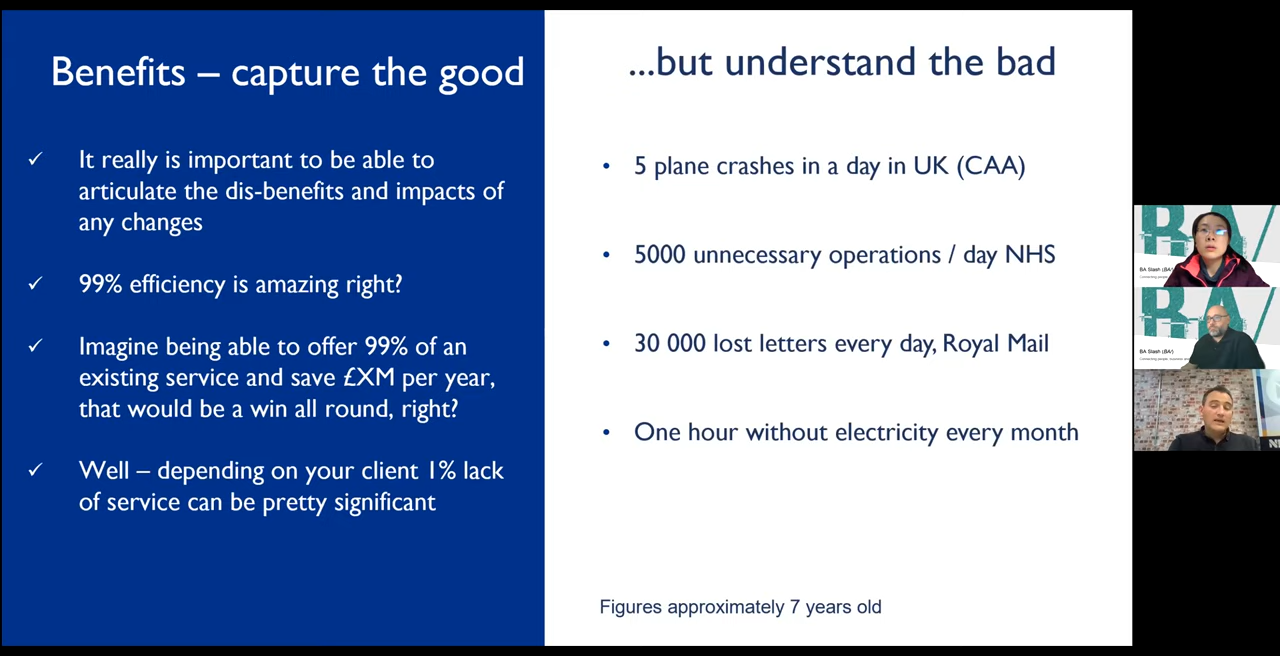 Benefits – capture the good
✓ It really is important to be able to
articulate the dis-benefits and impacts of
any changes
✓ 99% efficiency is amazing right?
✓ Imagine being able to offer 99% of an
existing service and save £XM per year,
that would be a win all round, right?
✓ Well – depending on your client 1% lack
of service can be pretty significant
...but understand the bad
• 5 plane crashes in a day in UK (CAA)
• 5000 unnecessary operations / day NHS
• 30 000 lost letters every day, Royal Mail
• One hour without electricity every month
Figures approximately 7 years old
BA/
BA Slash (BA/)
BA/
BA Slash (BA/)